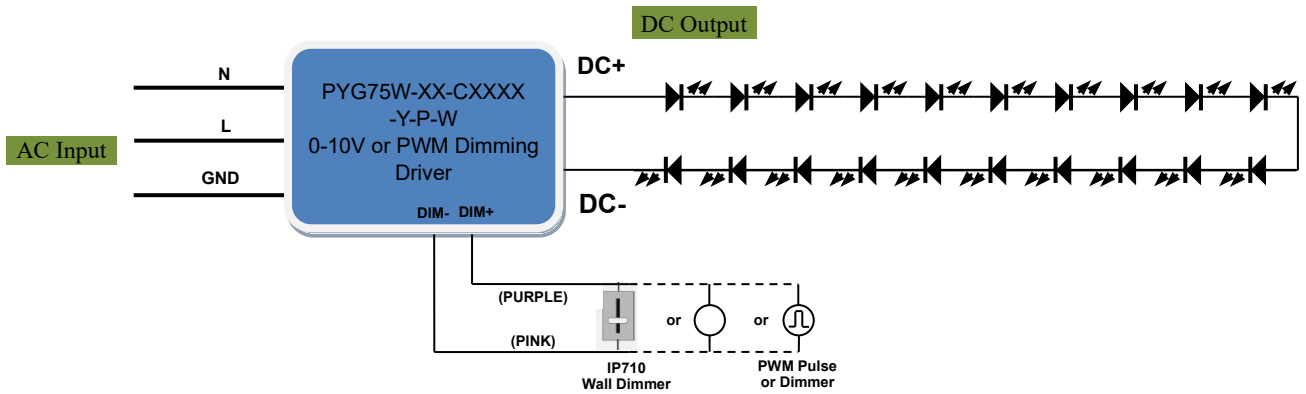 DC Output
DC+
N
PYG75W-XX-CXXXX
-Y-P-W
0-10V or PWM Dimming
Driver
L
AC Input
GND
DC-
DIM- DIM+
(PURPLE)
or
or
(PINK)
IP710
Wall Dimmer
PWM Pulse
or Dimmer